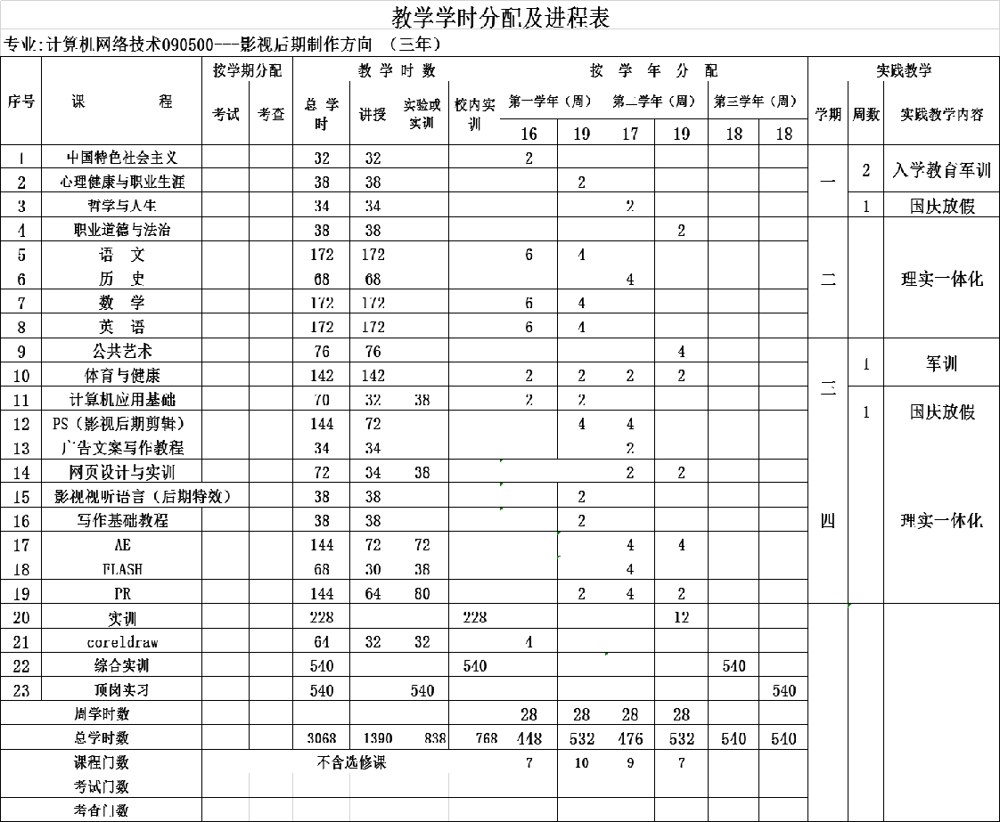 教学学时分配及进程表
专业:计算机网络技术090500---影视后期制作方向 （三年）
序号 课 程 按学期分配 教 学 时 数 按 学 年 分 配 实践教学
考试 考查 总 学时 讲授 实验或实训 校内实训 第一学年（周） 第二学年（周） 第三学年（周） 学期 周数 实践教学内容
16 19 17 19 18 18
1 中国特色社会主义 32 32 2 一 2 入学教育军训
2 心理健康与职业生涯 38 38 2
3 哲学与人生 34 34 2 1 国庆放假
4 职业道德与法治 38 38 2 二 理实一体化
5 语 文 172 172 6 4
6 历 史 68 68 4
7 数 学 172 172 6 4
8 英 语 172 172 6 4
9 公共艺术 76 76 4 三 1 军训
10 体育与健康 142 142 2 2 2 2
11 计算机应用基础 70 32 38 2 2 1 国庆放假
12 PS（影视后期剪辑） 144 72 4 4
13 广告文案写作教程 34 34 2
14 网页设计与实训 72 34 38 2 2 四 理实一体化
15 影视视听语言（后期特效） 38 38 2
16 写作基础教程 38 38 2
17 AE 144 72 72 4 4
18 FLASH 68 30 38 4
19 PR 144 64 80 2 4 2
20 实训 228 228 12
21 coreldraw 64 32 32 4
22 综合实训 540 540 540
23 顶岗实习 540 540 540
周学时数 28 28 28 28
总学时数 3068 1390 838 768 448 532 476 532 540 540
课程门数 不含选修课 7 10 9 7
考试门数
考查门数